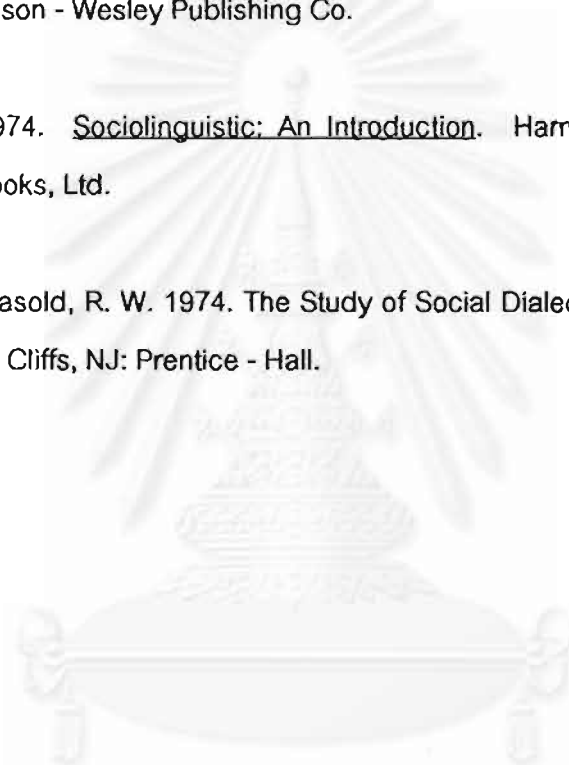 son - Wesley Publishing Co.
974. Sociolinguistic: An Introduction. Harm
ooks, Ltd.
asold, R. W. 1974. The Study of Social Dialec
Cliffs, NJ: Prentice - Hall.